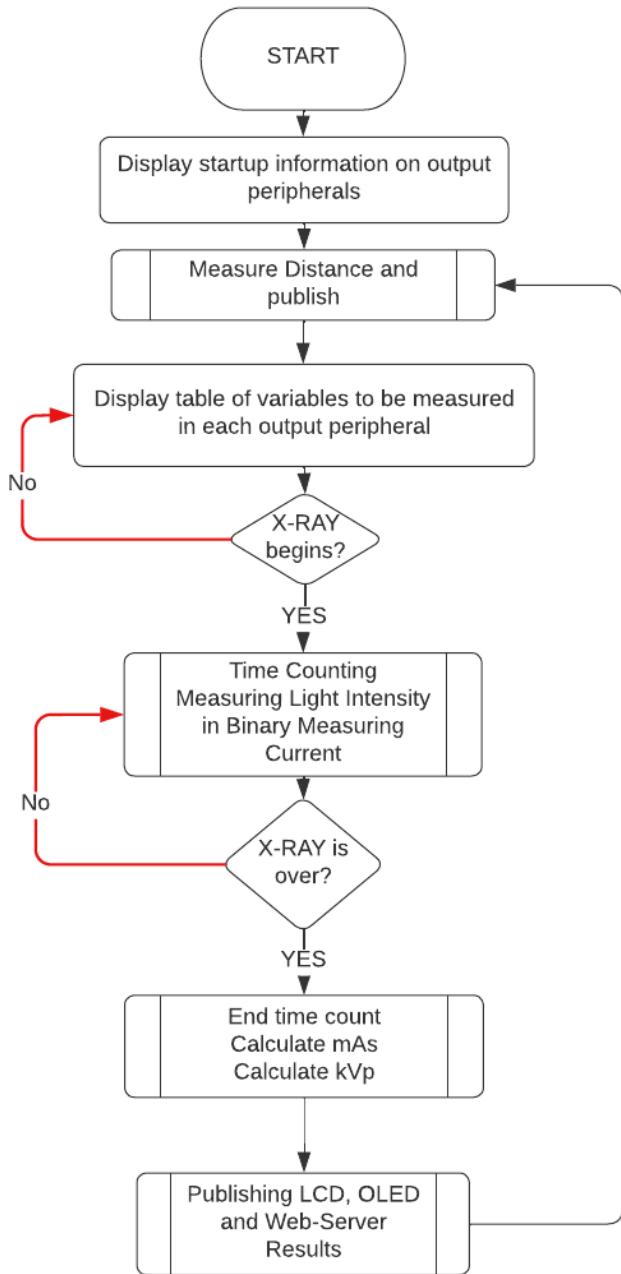 START
Display startup information on output
peripherals
Measure Distance and
publish
Display table of variables to be measured
in each output peripheral
No
X-RAY
begins?
YES
Time Counting
Measuring Light Intensity
in Binary Measuring
Current
No
X-RAY is
over?
YES
End time count
Calculate mAs
Calculate kVp
Publishing LCD, OLED
and Web-Server
Results